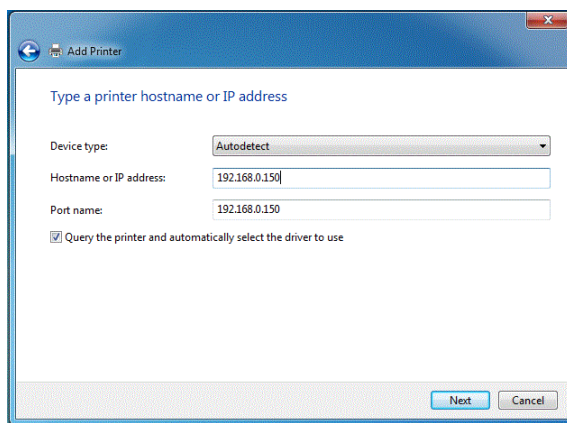 Add Printer
Type a printer hostname or IP address
Device type: Autodetect
Hostname or IP address: 192.168.0.150
Port name: 192.168.0.150
Query the printer and automatically select the driver to use
Next Cancel